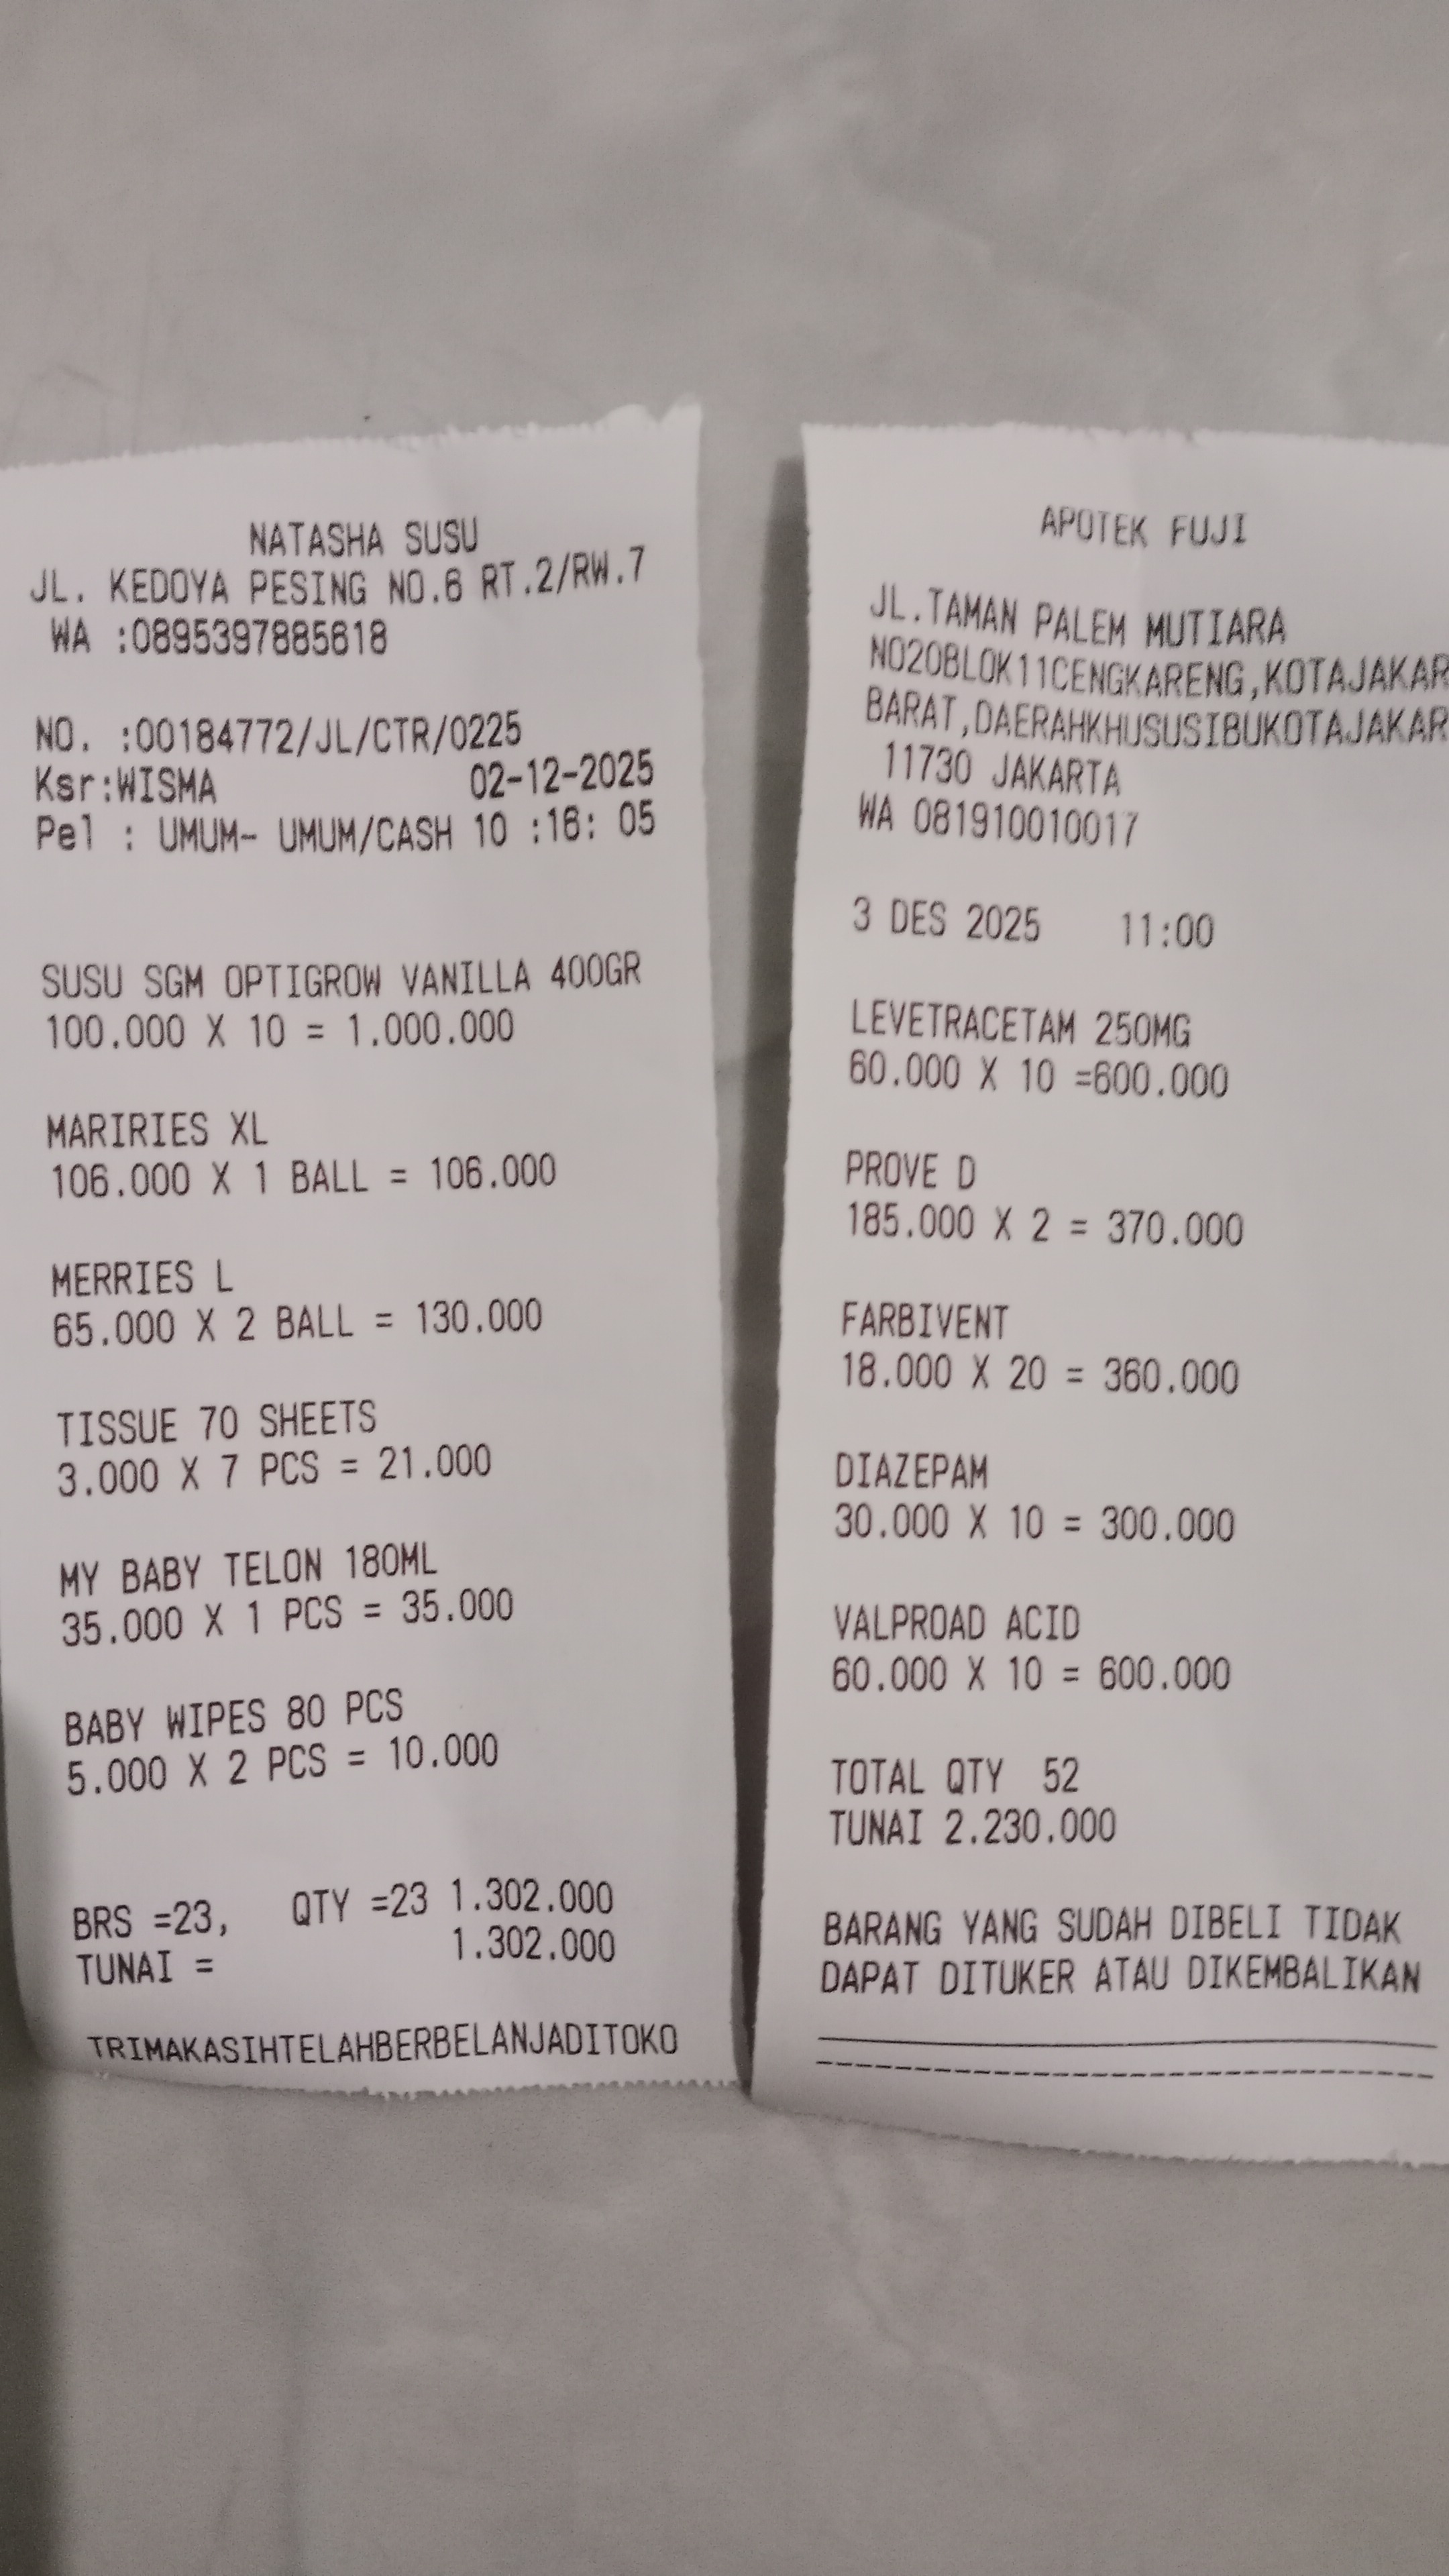 NATASHA SUSU
JL. KEDOYA PESING NO.6 RT.2/RW.7
WA :0895397885618
NO. :00184772/JL/CTR/0225
Ksr:WISMA 02-12-2025
Pel : UMUM- UMUM/CASH 10 :16: 05
SUSU SGM OPTIGROW VANILLA 400GR
100.000 X 10 = 1.000.000
MARIRIES XL
106.000 X 1 BALL = 106.000
MERRIES L
65.000 X 2 BALL = 130.000
TISSUE 70 SHEETS
3.000 X 7 PCS = 21.000
MY BABY TELON 180ML
35.000 X 1 PCS = 35.000
BABY WIPES 80 PCS
5.000 X 2 PCS = 10.000
BRS =23, QTY =23 1.302.000
TUNAI = 1.302.000
TRIMAKASIHTELAHBERBELANJADITOKO
APOTEK FUJI
JL.TAMAN PALEM MUTIARA
NO20BLOK11CENGKARENG,KOTAJAKAR
BARAT,DAERAHKHUSUSIBUKOTAJAKAR
11730 JAKARTA
WA 081910010017
3 DES 2025 11:00
LEVETRACETAM 250MG
60.000 X 10 =600.000
PROVE D
185.000 X 2 = 370.000
FARBIVENT
18.000 X 20 = 360.000
DIAZEPAM
30.000 X 10 = 300.000
VALPROAD ACID
60.000 X 10 = 600.000
TOTAL QTY 52
TUNAI 2.230.000
BARANG YANG SUDAH DIBELI TIDAK
DAPAT DITUKER ATAU DIKEMBALIKAN